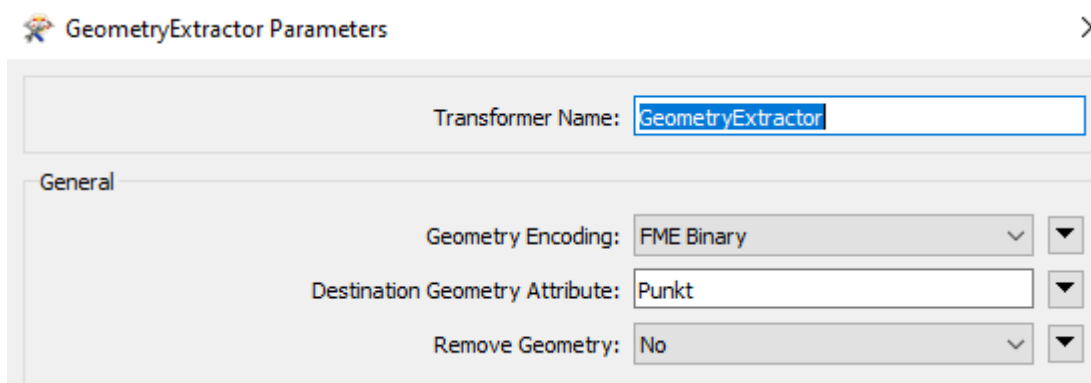 GeometryExtractor Parameters
Transformer Name: GeometryExtractor
General
Geometry Encoding: FME Binary
Destination Geometry Attribute: Punkt
Remove Geometry: No